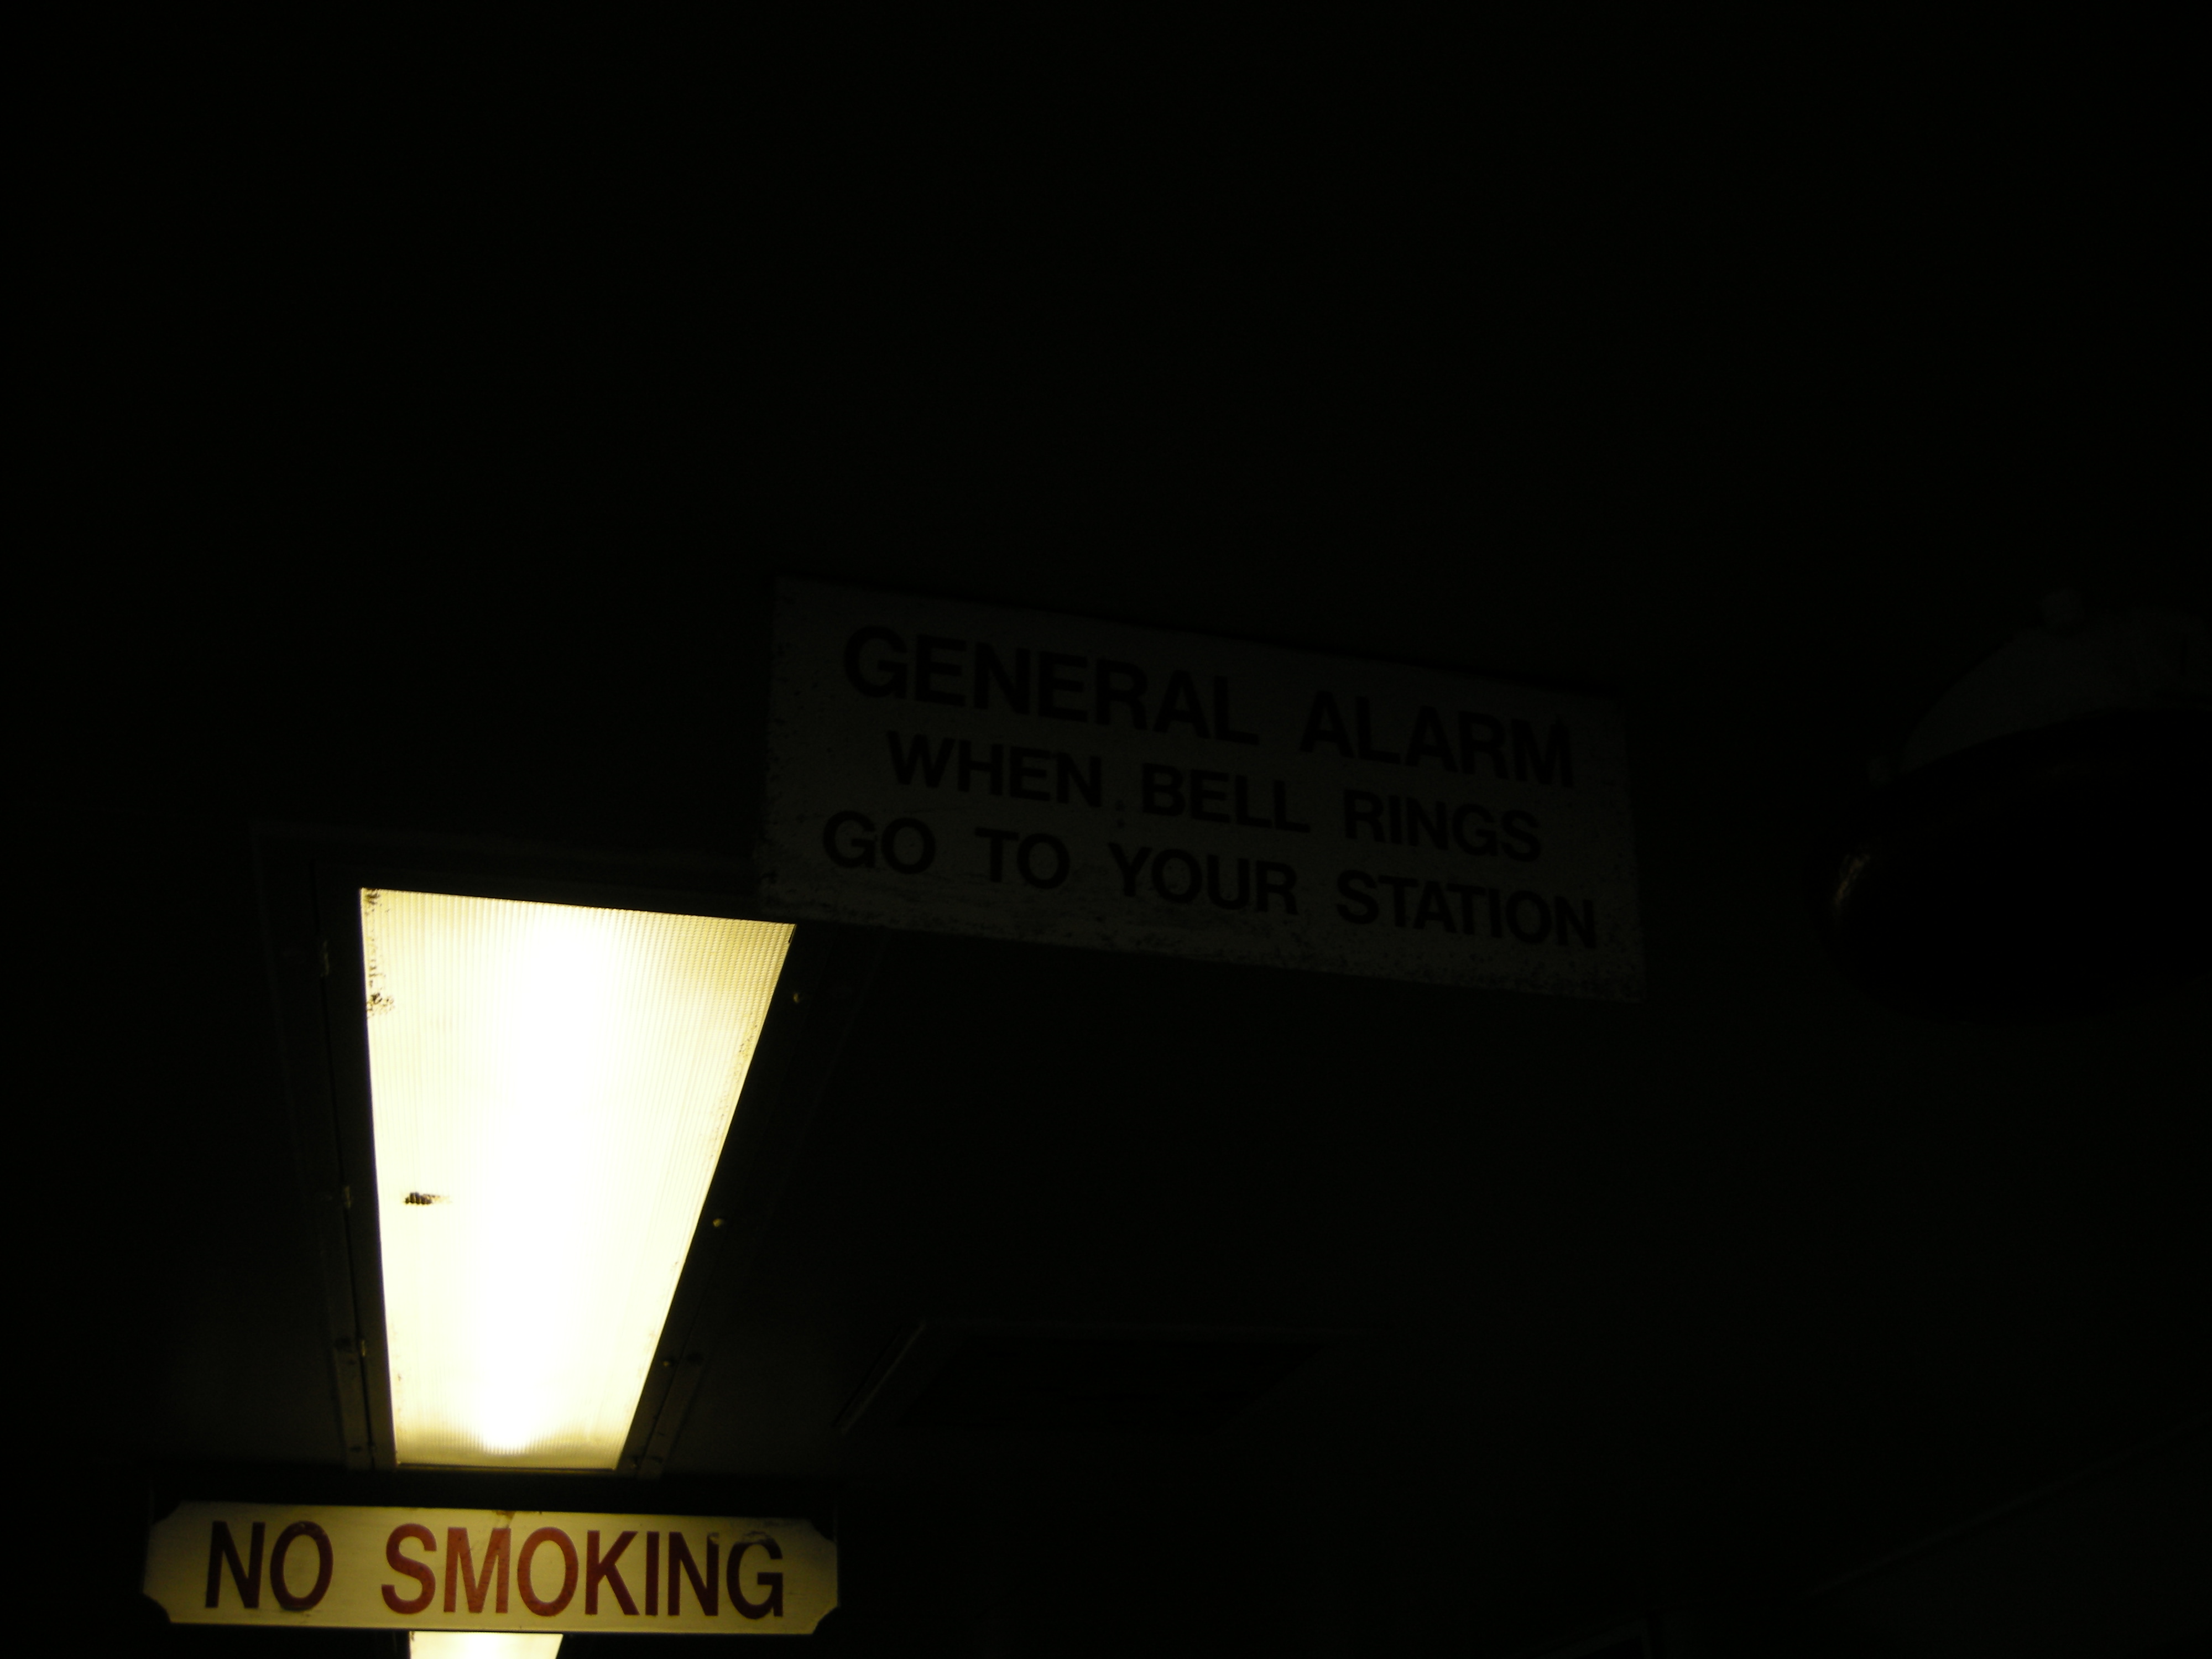 GENERAL ALARM
WHEN BELL RINGS
GO TO YOUR STATION
NO SMOKING